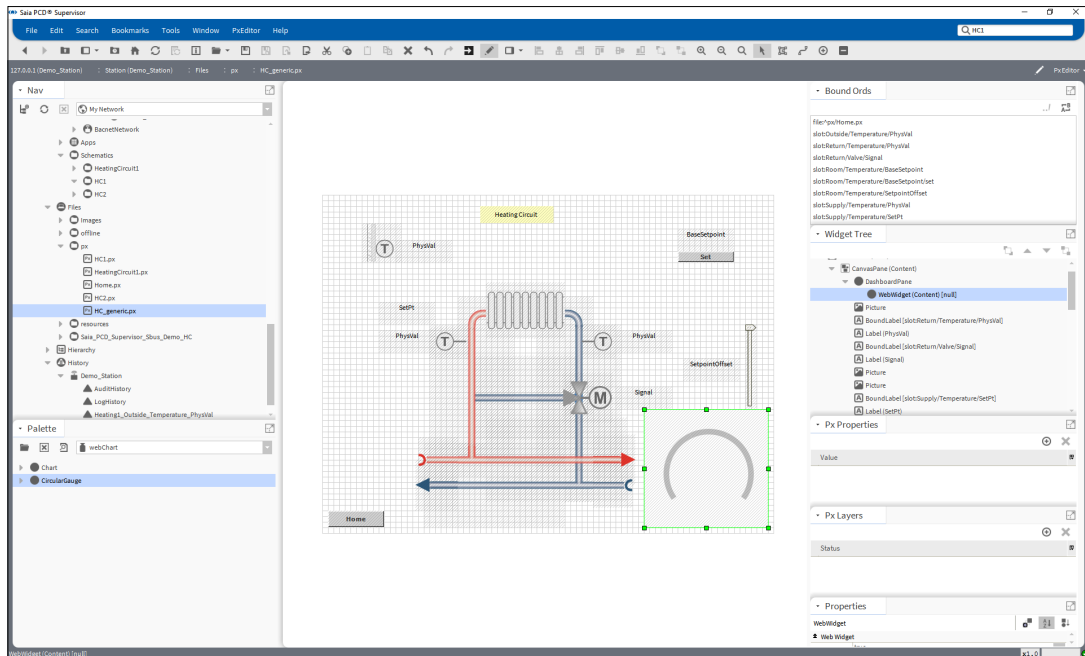 Saia PCD® Supervisor
File Edit Search Bookmarks Tools Window PxEditor Help
HC1
127.0.0.1 (Demo_Station) : Station (Demo_Station) : Files : px : HC_generic.px
Px Editor
Nav
My Network
BacnetNetwork
Apps
Schematics
HeatingCircuit1
HC1
HC2
Files
Images
offline
px
HC1.px
HeatingCircuit1.px
Home.px
HC2.px
HC_generic.px
resources
Saia_PCD_Supervisor_Sbus_Demo_HC
Hierarchy
History
Demo_Station
AuditHistory
LogHistory
Heating1_Outside_Temperature_PhysVal
Palette
webChart
Chart
CircularGauge
Heating Circuit
T
PhysVal
BaseSetpoint
Set
SetPt
PhysVal
T
T
PhysVal
SetpointOffset
M
Signal
Home
Bound Ords
file:^px/Home.px
slot:Outside/Temperature/PhysVal
slot:Return/Temperature/PhysVal
slot:Return/Valve/Signal
slot:Room/Temperature/BaseSetpoint
slot:Room/Temperature/BaseSetpoint/set
slot:Room/Temperature/SetpointOffset
slot:Supply/Temperature/PhysVal
slot:Supply/Temperature/SetPt
Widget Tree
CanvasPane (Content)
DashboardPane
WebWidget (Content) [null]
Picture
BoundLabel [slot:Return/Temperature/PhysVal]
Label (PhysVal)
BoundLabel [slot:Return/Valve/Signal]
Label (Signal)
Picture
Picture
BoundLabel [slot:Supply/Temperature/SetPt]
Label (SetPt)
Px Properties
Value
Px Layers
Status
Properties
WebWidget
Web Widget
WebWidget (Content) [null]
x1.0